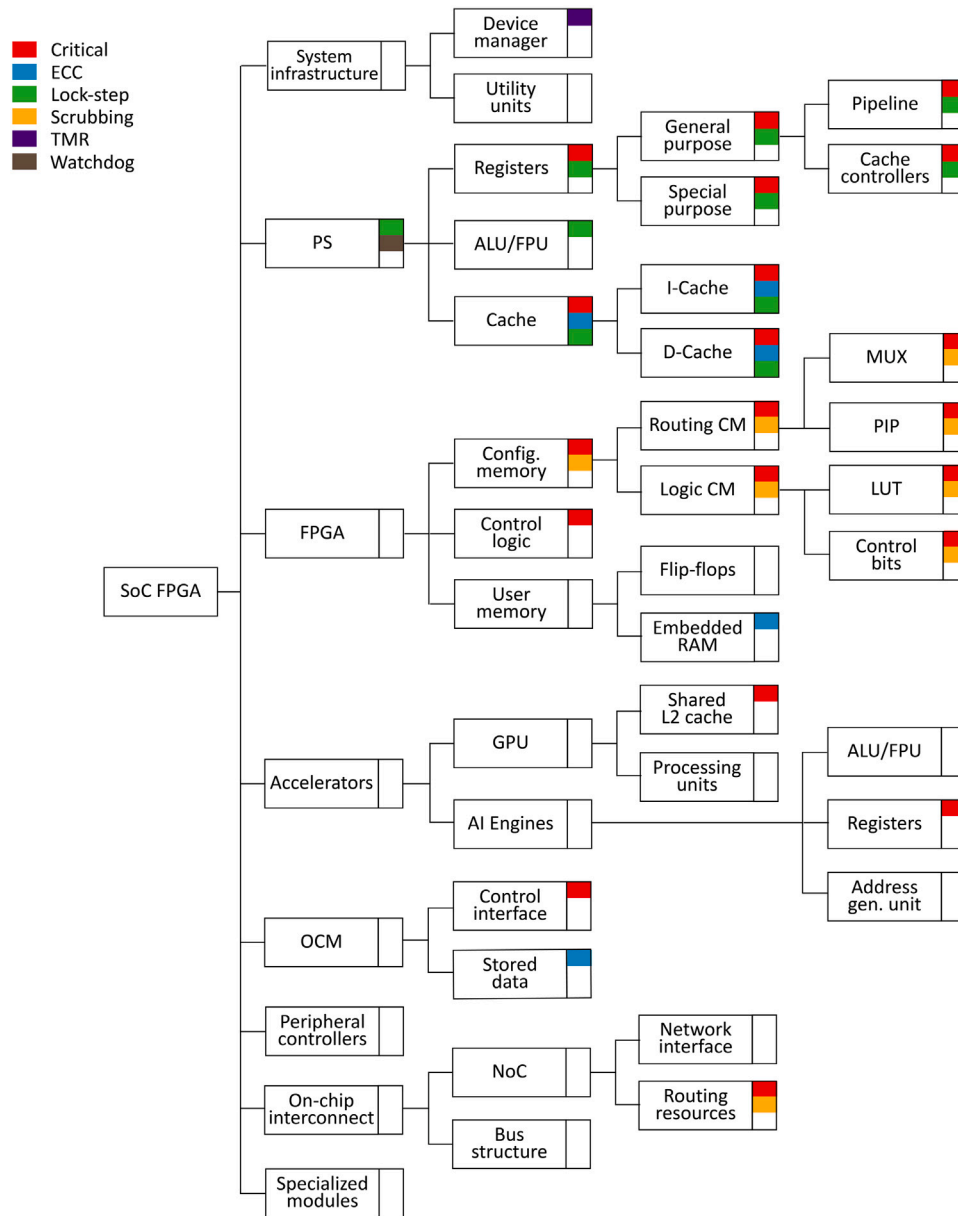 Critical
ECC
Lock-step
Scrubbing
TMR
Watchdog
SoC FPGA
System
infrastructure
Device
manager
Utility
units
PS
Registers
General
purpose
Pipeline
Cache
controllers
Special
purpose
ALU/FPU
Cache
I-Cache
D-Cache
FPGA
Config.
memory
Routing CM
MUX
PIP
Logic CM
LUT
Control
bits
Control
logic
User
memory
Flip-flops
Embedded
RAM
Accelerators
GPU
Shared
L2 cache
Processing
units
AI Engines
ALU/FPU
Registers
Address
gen. unit
OCM
Control
interface
Stored
data
Peripheral
controllers
On-chip
interconnect
NoC
Network
interface
Routing
resources
Bus
structure
Specialized
modules